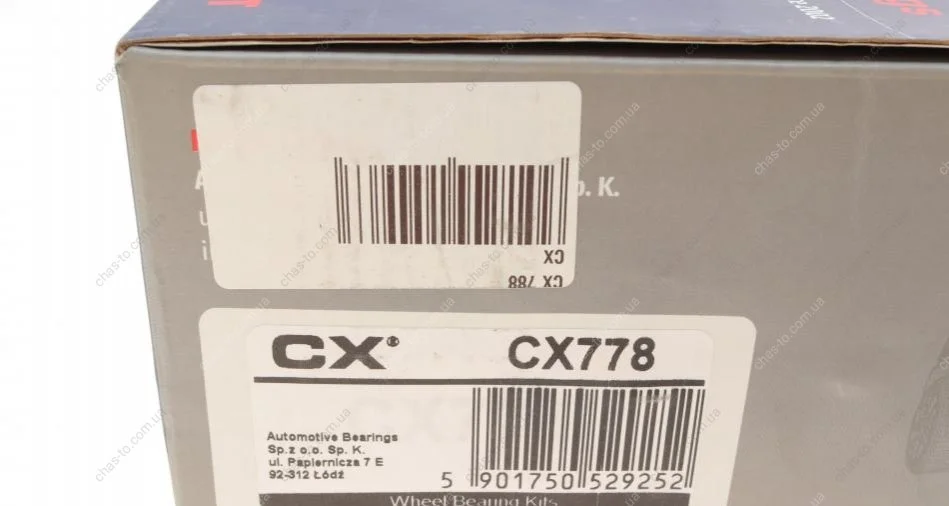 CX
CX 788
p. K.
CX® CX778
Automotive Bearings
Sp.z o.o. Sp. K.
ul. Papiernicza 7 E
92-312 Łódź
5 901750 529252
Wheel Bearing Kits
chas-to.com.ua